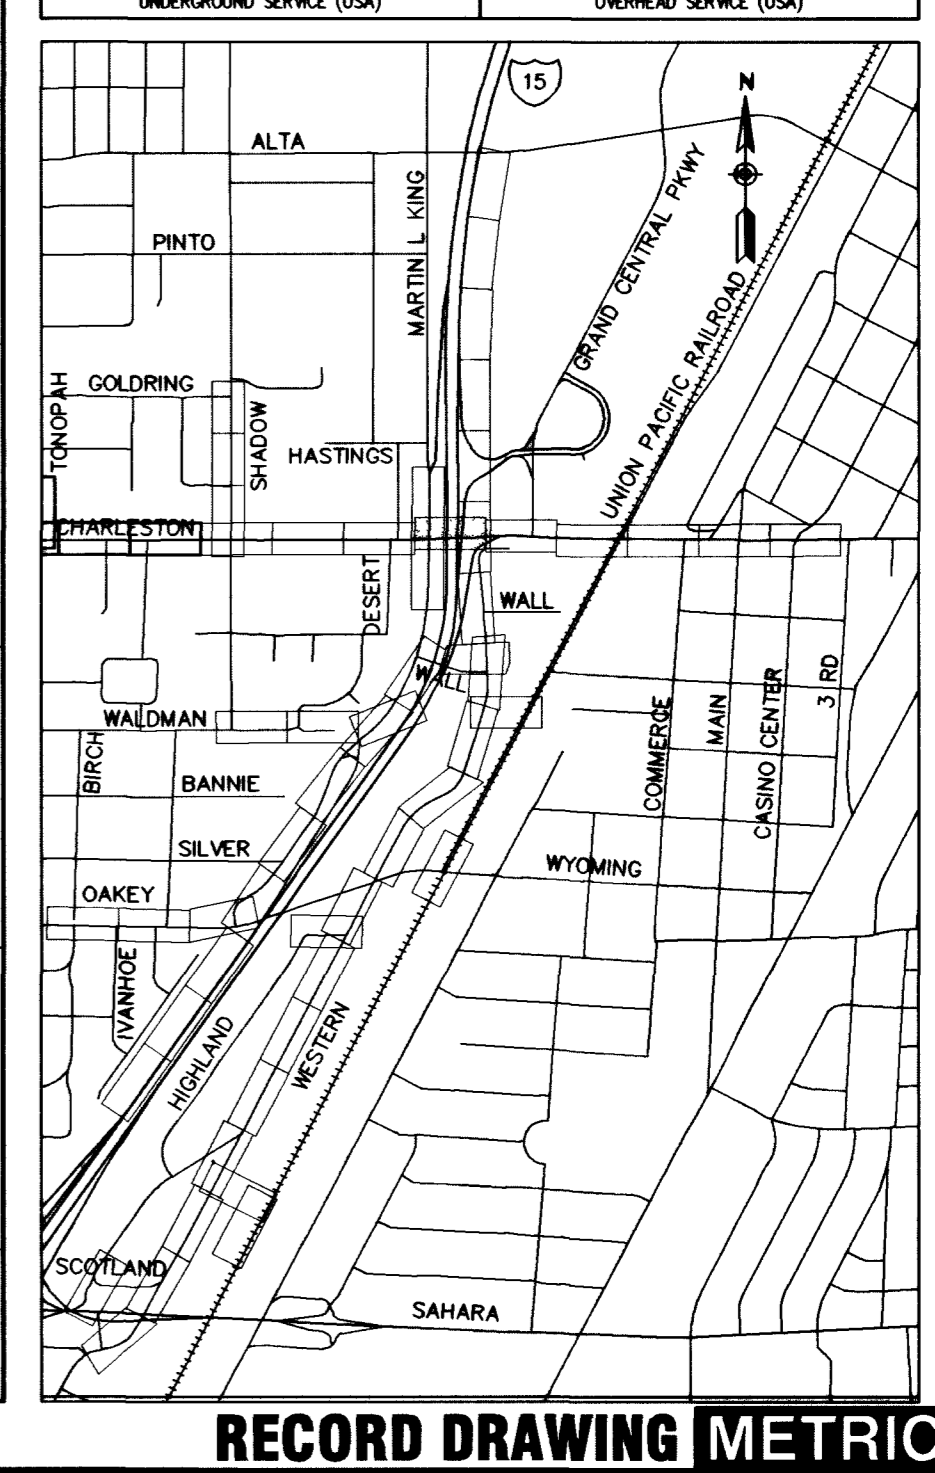 UNDERGROUND SERVICE (USA)
OVERHEAD SERVICE (USA)
15
N
ALTA
MARTIN L KING
GRAND CENTRAL PKWY
PINTO
UNION PACIFIC RAILROAD
TONOPAH
GOLDRING
SHADOW
HASTINGS
CHARLESTON
DESERT
WALL
WALL
3 RD
WALDMAN
COMMERCE
MAIN
CASINO CENTER
BIRCH
BANNIE
SILVER
WYOMING
OAKEY
IVANHOE
HIGHLAND
WESTERN
SCOTLAND
SAHARA
RECORD DRAWING METRIC